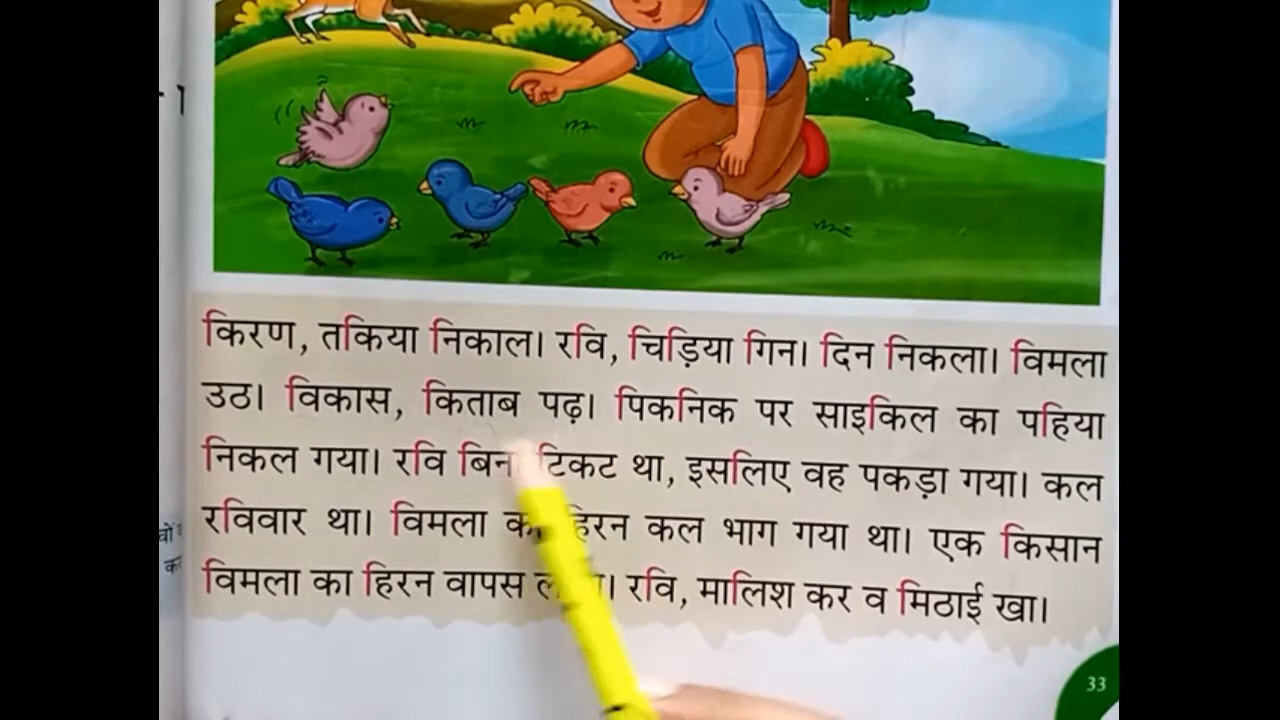 किरण, तकिया निकाल। रवि, चिड़िया गिन। दिन निकला। विमला
उठ। विकास, किताब पढ़। पिकनिक पर साइकिल का पहिया
निकल गया। रवि बिना टिकट था, इसलिए वह पकड़ा गया। कल
रविवार था। विमला का हिरन कल भाग गया था। एक किसान
विमला का हिरन वापस । रवि, मालिश कर व मिठाई खा।
33